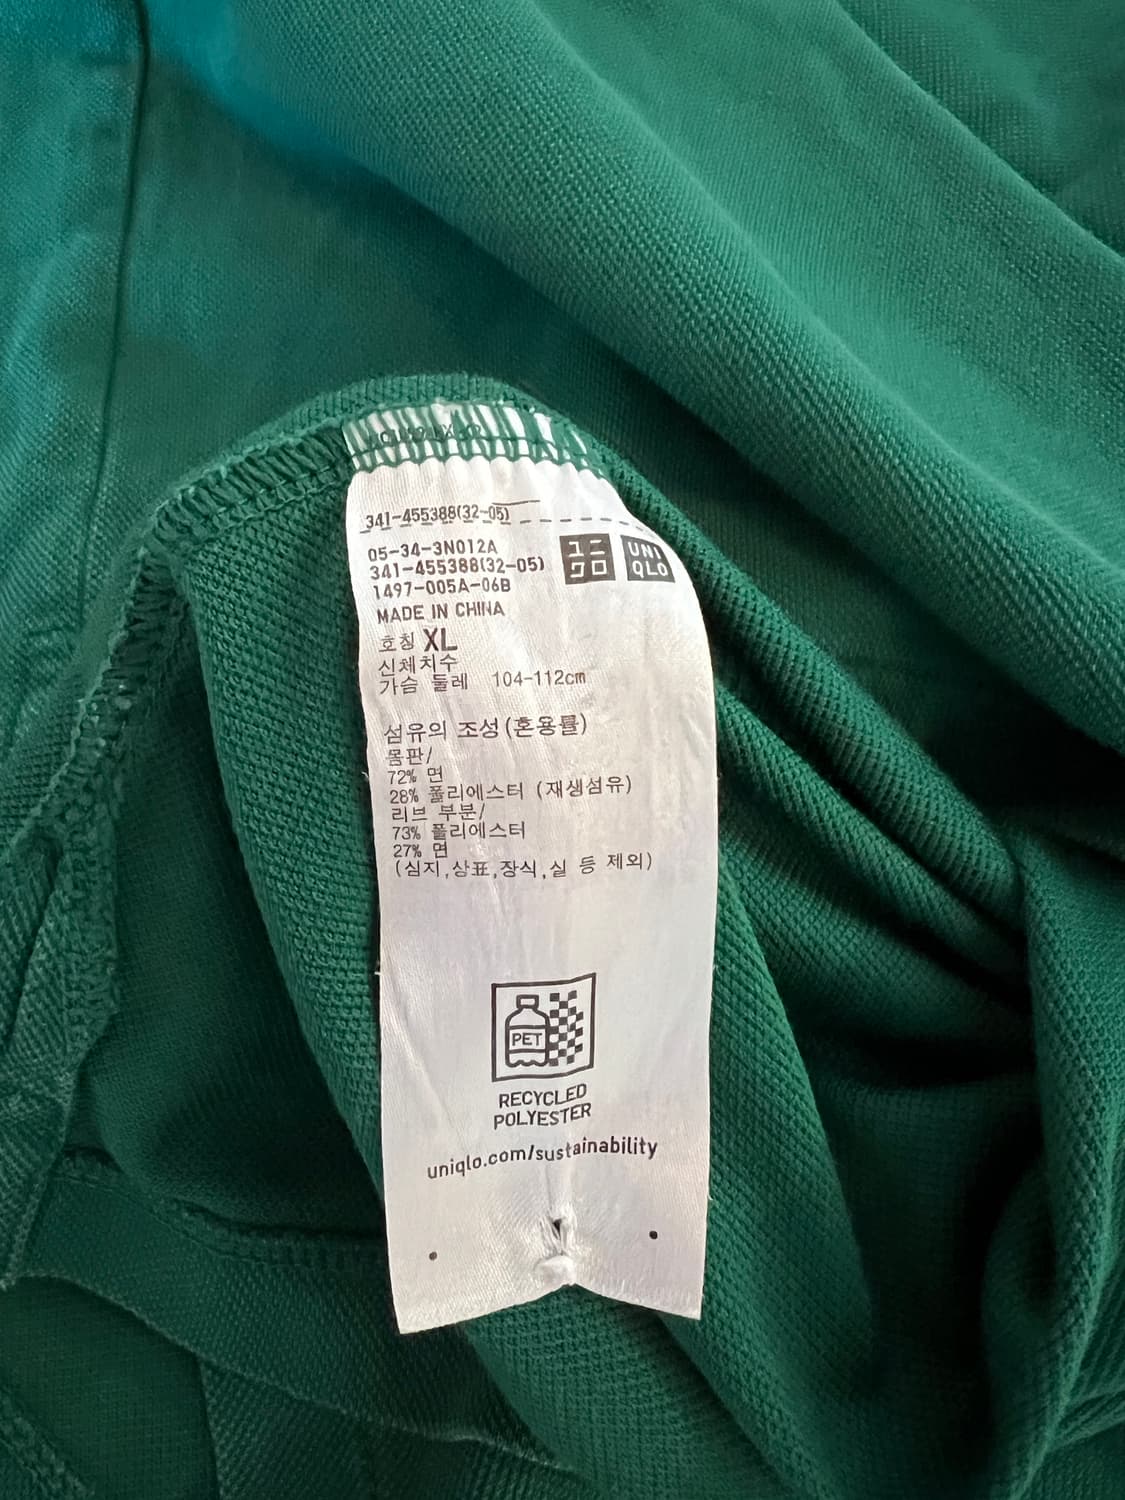 341-455388(32-05)
05-34-3N012A
341-455388(32-05)
1497-005A-06B
ユニ
クロ
UNI
QLO
MADE IN CHINA
호칭 XL
신체치수
가슴 둘레 104-112cm
섬유의 조성(혼용률)
몸판/
72% 면
28% 폴리에스터 (재생섬유)
리브 부분/
73% 폴리에스터
27% 면
(심지,상표,장식,실 등 제외)
PET
RECYCLED
POLYESTER
uniqlo.com/sustainability